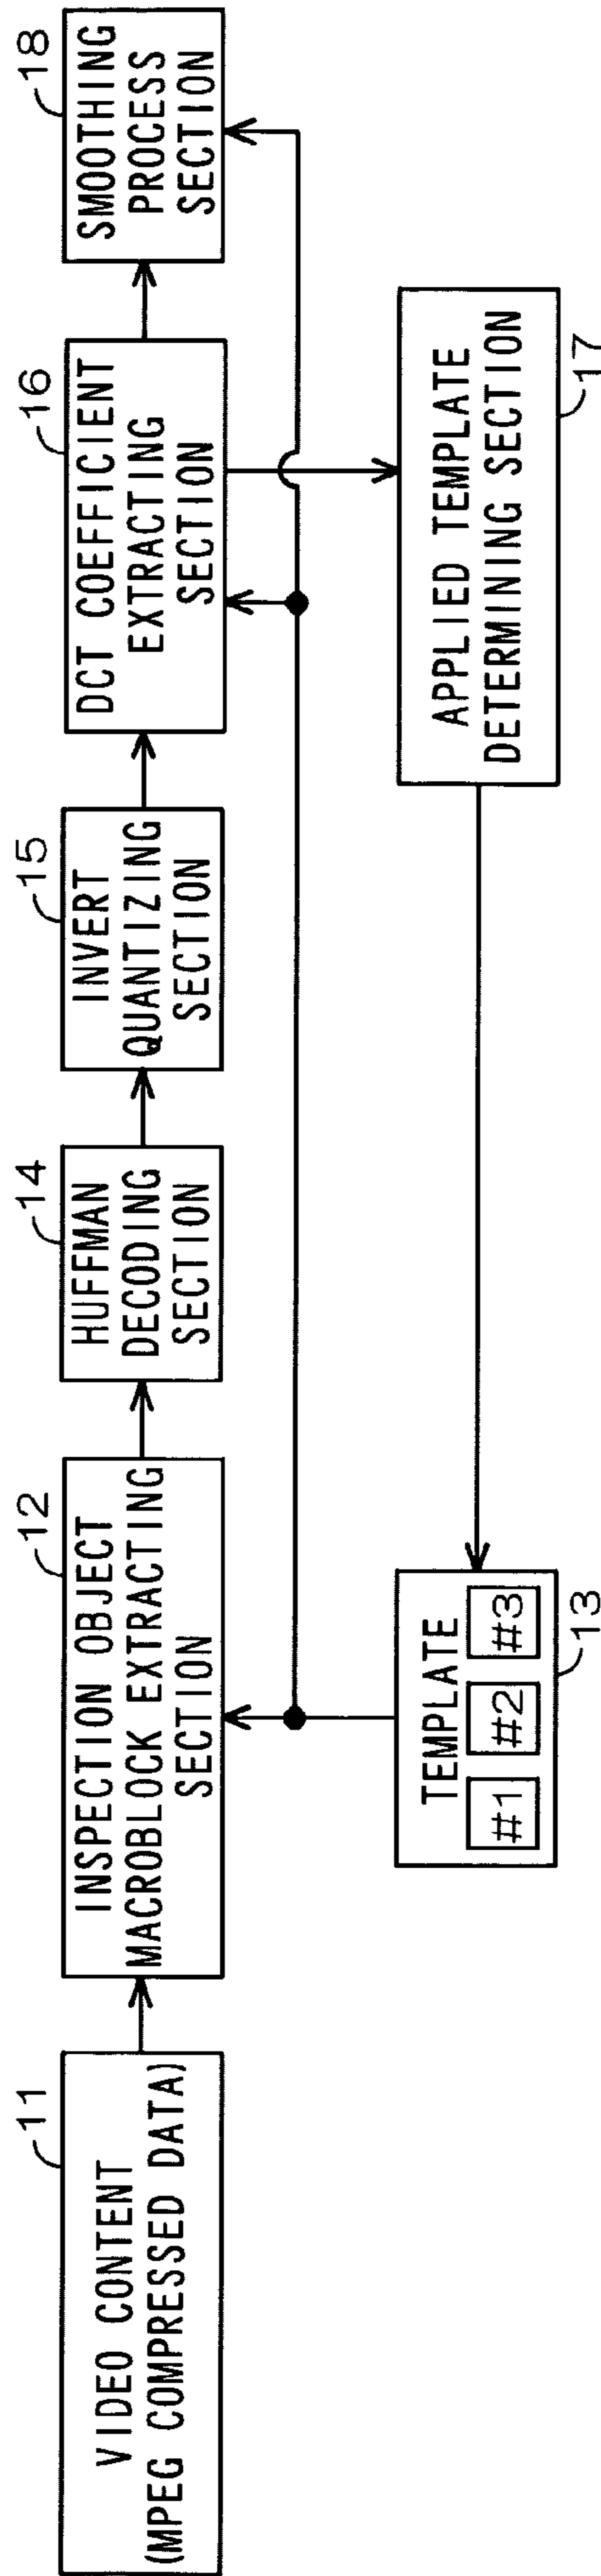 11
VIDEO CONTENT
(MPEG COMPRESSED DATA)
12
INSPECTION OBJECT
MACROBLOCK EXTRACTING
SECTION
14
HUFFMAN
DECODING
SECTION
15
INVERT
QUANTIZING
SECTION
16
DCT COEFFICIENT
EXTRACTING
SECTION
18
SMOOTHING
PROCESS
SECTION
TEMPLATE
#1 #2 #3
13
APPLIED TEMPLATE
DETERMINING SECTION
17